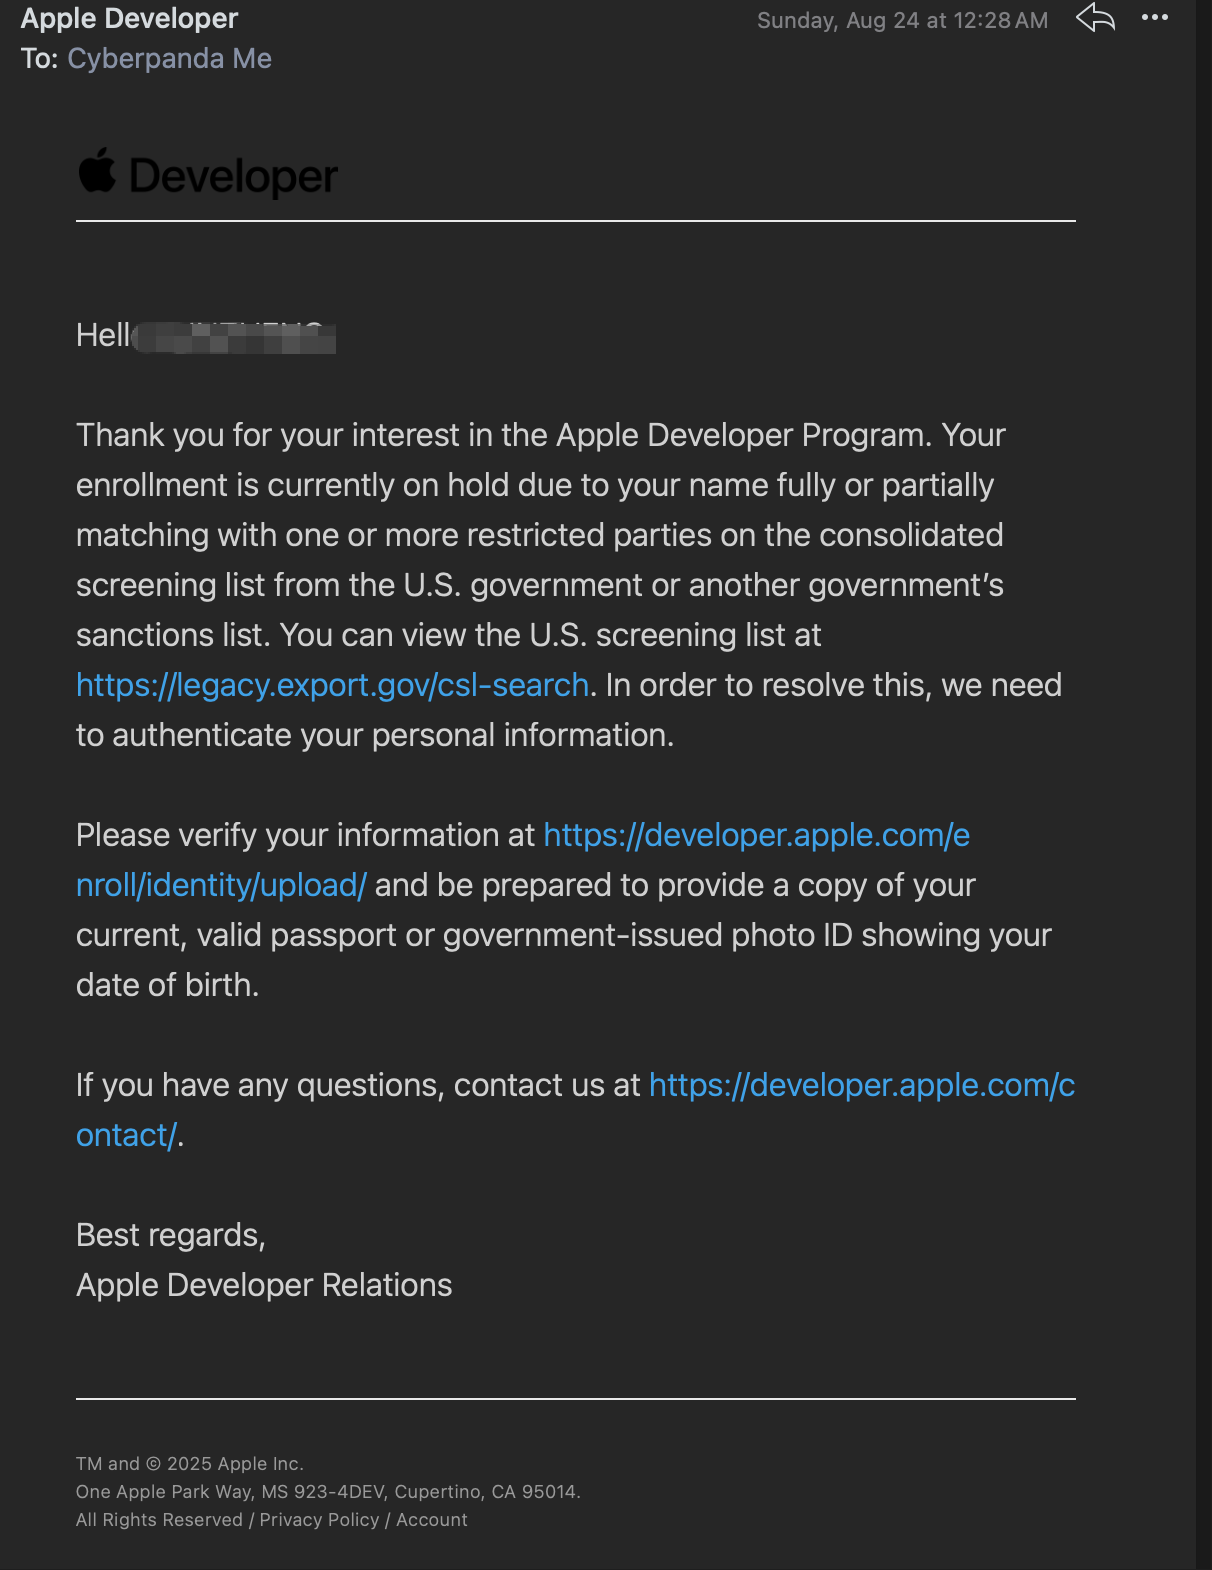 Apple Developer
Sunday, Aug 24 at 12:28 AM
To: Cyberpanda Me
Developer
Hell
Thank you for your interest in the Apple Developer Program. Your
enrollment is currently on hold due to your name fully or partially
matching with one or more restricted parties on the consolidated
screening list from the U.S. government or another government’s
sanctions list. You can view the U.S. screening list at
https://legacy.export.gov/csl-search. In order to resolve this, we need
to authenticate your personal information.
Please verify your information at https://developer.apple.com/e
nroll/identity/upload/ and be prepared to provide a copy of your
current, valid passport or government-issued photo ID showing your
date of birth.
If you have any questions, contact us at https://developer.apple.com/c
ontact/.
Best regards,
Apple Developer Relations
TM and © 2025 Apple Inc.
One Apple Park Way, MS 923-4DEV, Cupertino, CA 95014.
All Rights Reserved / Privacy Policy / Account